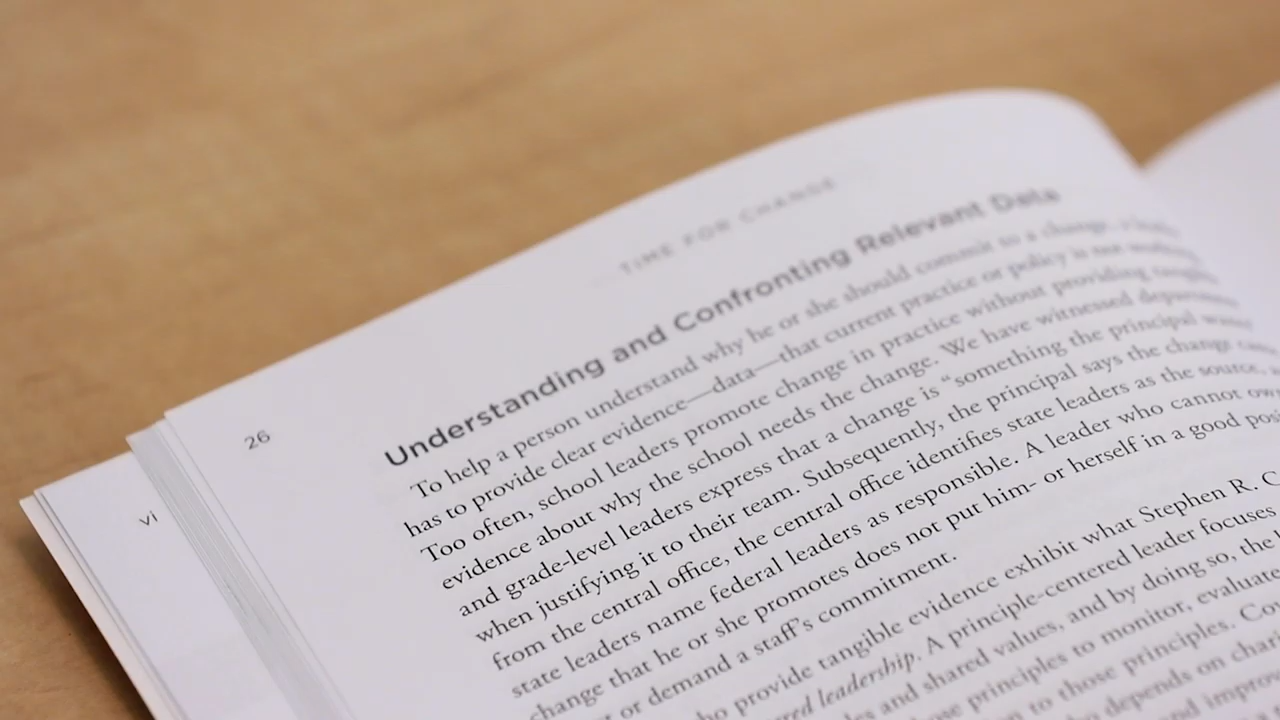 TIME FOR CHANGE
26
Understanding and Confronting Relevant Data
To help a person understand why he or she should commit to a change,
has to provide clear evidence—data—that current practice or policy is not
Too often, school leaders promote change in practice without providing
evidence about why the school needs the change. We have witnessed
and grade-level leaders express that a change is “something the principal
when justifying it to their team. Subsequently, the principal says the change
from the central office, the central office identifies state leaders as the source,
state leaders name federal leaders as responsible. A leader who cannot
change that he or she promotes does not put him- or herself in a good
or demand a staff’s commitment.
provide tangible evidence exhibit what Stephen R.
leadership. A principle-centered leader focuses
and shared values, and by doing so, the
principles to monitor, evaluate
to those principles.
depends on
and
vi